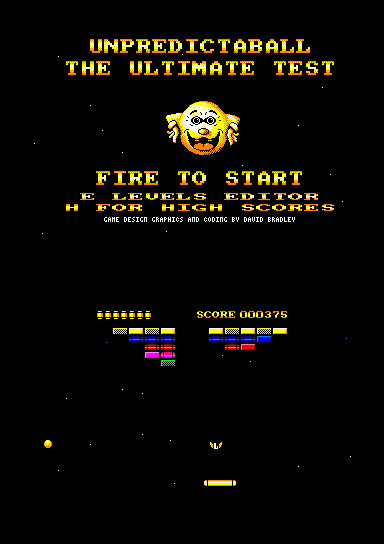 UNPREDICTABALL
THE ULTIMATE TEST
FIRE TO START
E LEVELS EDITOR
H FOR HIGH SCORES
GAME DESIGN GRAPHICS AND CODING BY DAVID BRADLEY
SCORE 000375
L